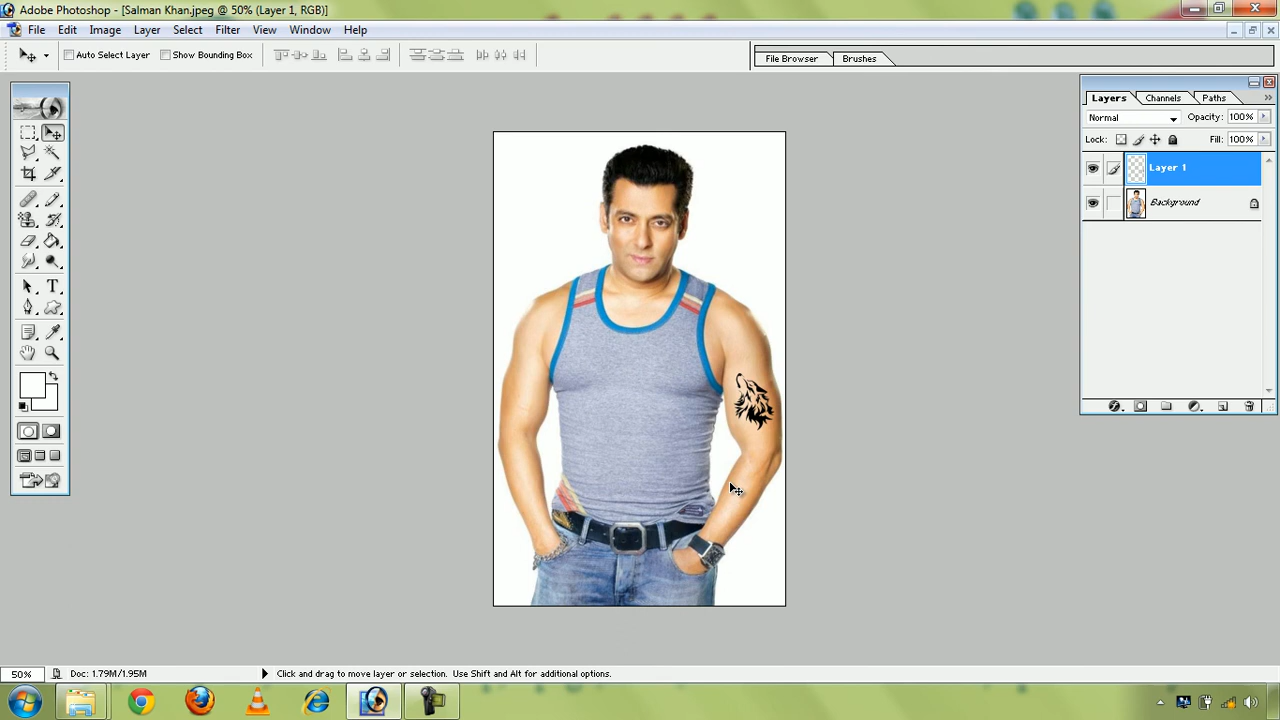 Adobe Photoshop - [Salman Khan.jpeg @ 50% (Layer 1, RGB)]
File Edit Image Layer Select Filter View Window Help
Auto Select Layer Show Bounding Box File Browser Brushes
Layers Channels Paths
Normal Opacity: 100%
Lock: Fill: 100%
Layer 1
Background
50% Doc: 1.79M/1.95M Click and drag to move layer or selection. Use Shift and Alt for additional options.